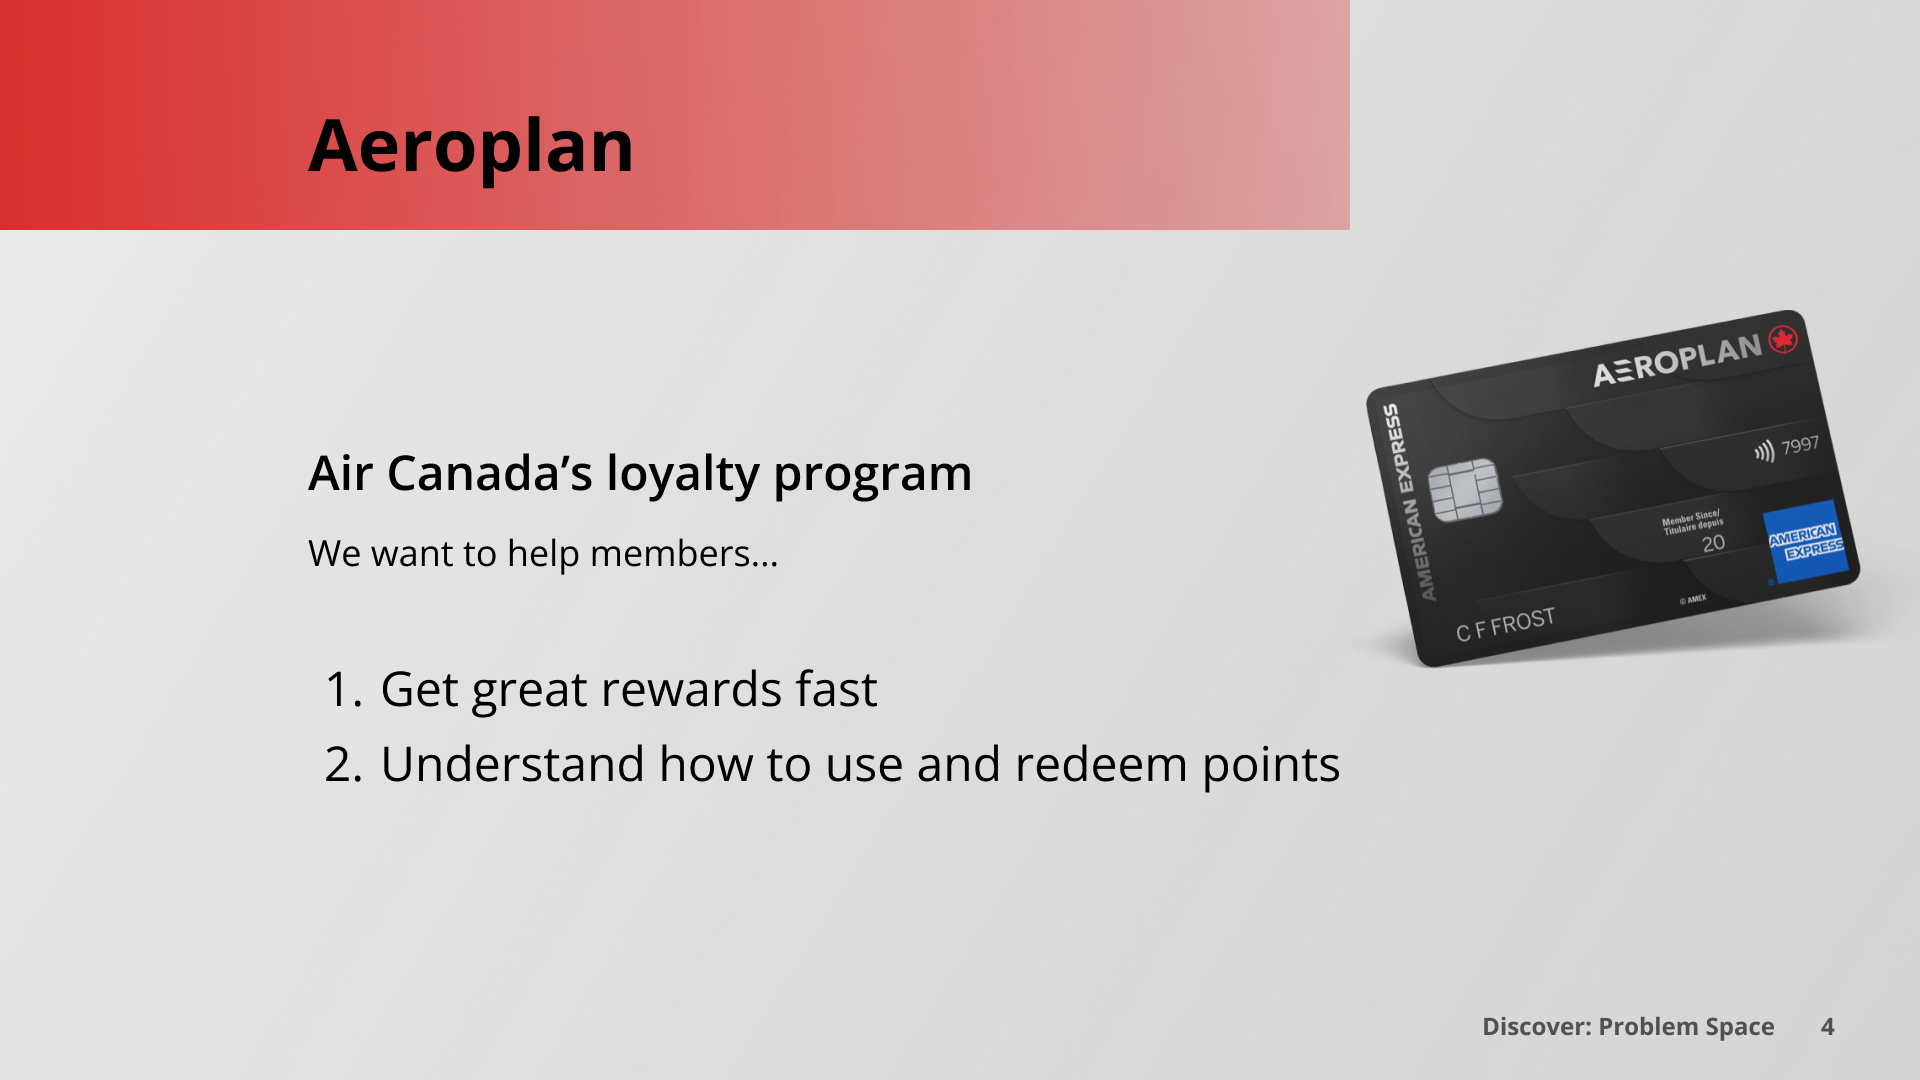 Aeroplan
Air Canada’s loyalty program
We want to help members...
1. Get great rewards fast
2. Understand how to use and redeem points
AEROPLAN
AMERICAN EXPRESS
7997
Member Since/
Titulaire depuis
20
AMERICAN
EXPRESS
© AMEX
C F FROST
Discover: Problem Space 4